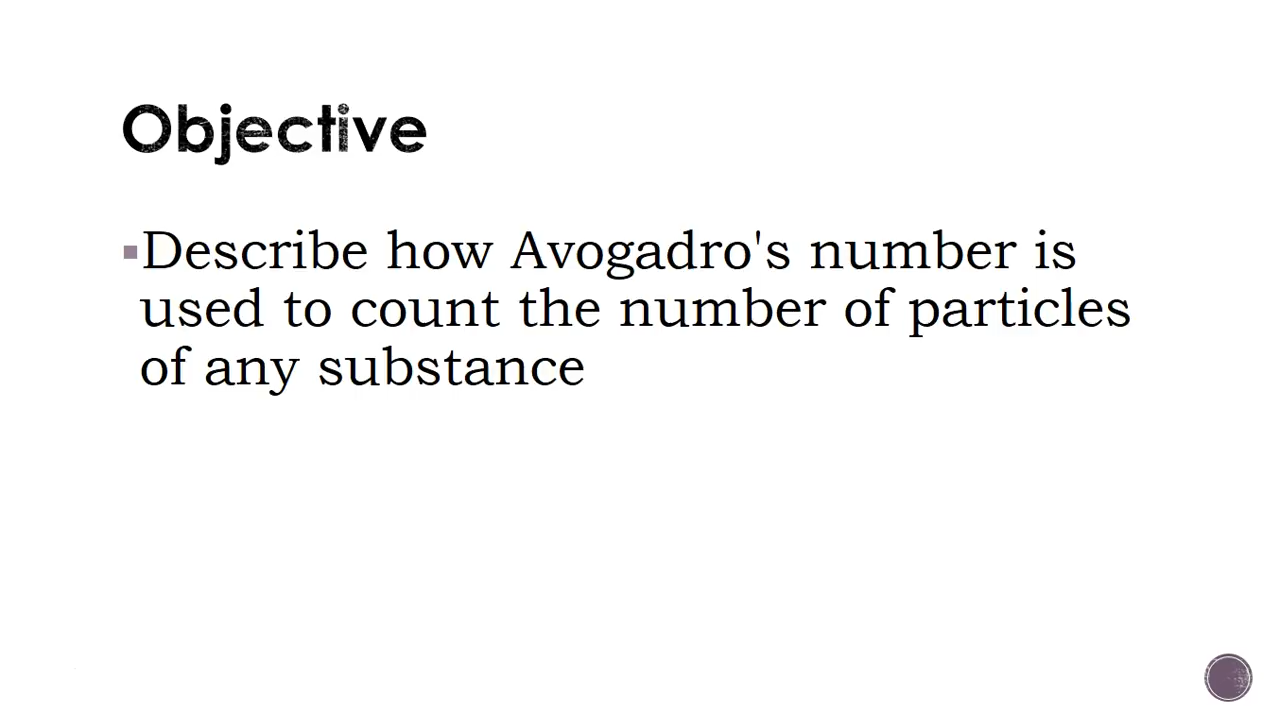 Objective
▪Describe how Avogadro's number is
used to count the number of particles
of any substance